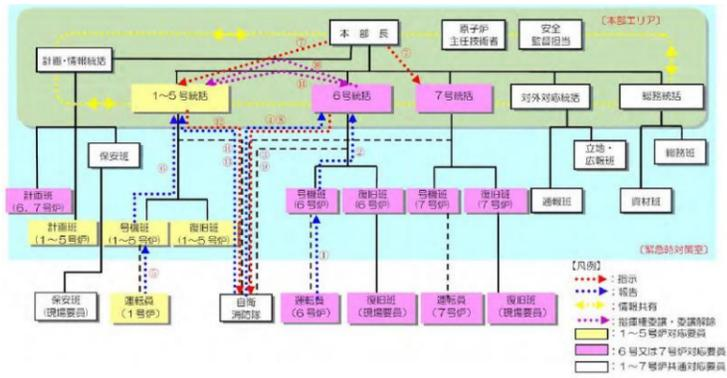 〔本部エリア〕
本部長
原子炉
主任技術者
安全
監督担当
計画・情報統括
⑦
⑦
1～5号統括
6号統括
7号統括
対外対応統括
総務統括
④⑧
⑥
②
保安班
立地・
広報班
総務班
計画班
(6、7号炉)
計画班
(1～5号炉)
号機班
(1～5号炉)
復旧班
(1～5号炉)
号機班
(6号炉)
復旧班
(6号炉)
号機班
(7号炉)
復旧班
(7号炉)
通報班
資材班
〔緊急時対策室〕
⑤
①
保安班
(現場要員)
運転員
(1号炉)
自衛
消防隊
運転員
(6号炉)
復旧班
(現場要員)
運転員
(7号炉)
復旧班
(現場要員)
【凡例】
：指示
：報告
：情報共有
：指揮権委譲・委譲解除
：1～5号炉対応要員
：6号又は7号炉対応要員
：1～7号炉共通対応要員